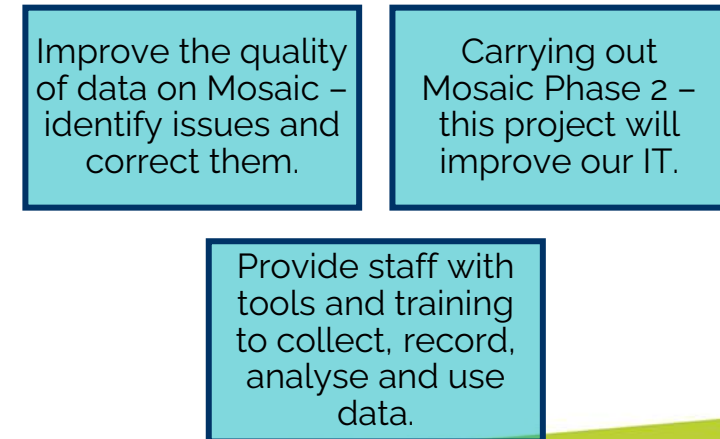 Improve the quality
of data on Mosaic –
identify issues and
correct them.
Carrying out
Mosaic Phase 2 –
this project will
improve our IT.
Provide staff with
tools and training
to collect, record,
analyse and use
data.